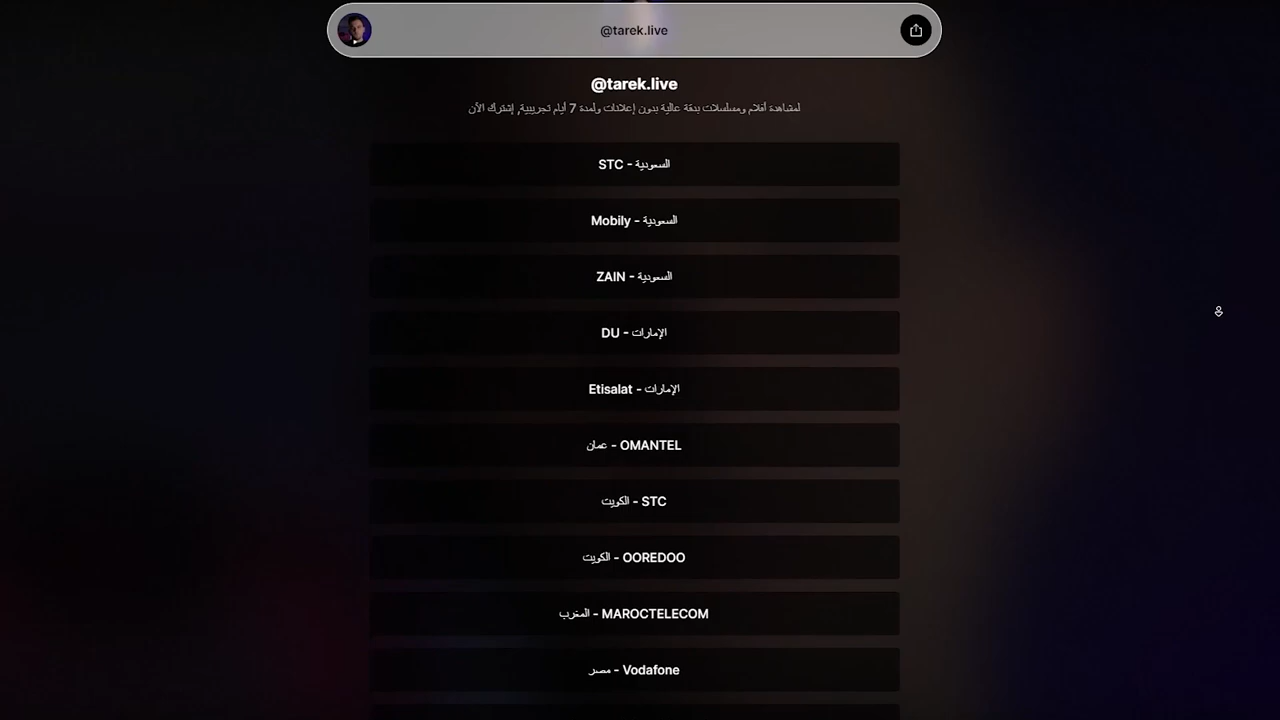 @tarek.live
@tarek.live
لمشاهدة أفلام ومسلسلات بدقة عالية بدون إعلانات ولمدة 7 أيام تجريبية, إشترك الآن
STC - السعودية
Mobily - السعودية
ZAIN - السعودية
DU - الإمارات
Etisalat - الإمارات
عمان - OMANTEL
الكويت - STC
الكويت - OOREDOO
المغرب - MAROCTELECOM
مصر - Vodafone